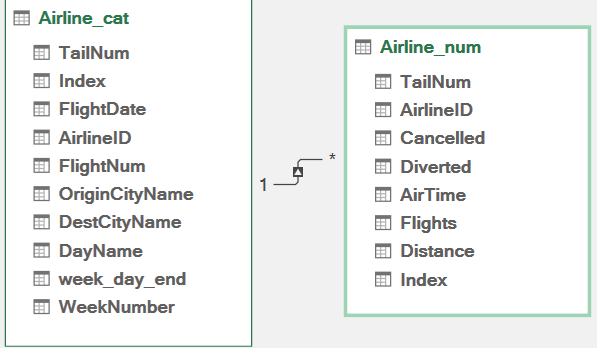 Airline_cat
TailNum
Index
FlightDate
AirlineID
FlightNum
OriginCityName
DestCityName
DayName
week_day_end
WeekNumber
1
*
Airline_num
TailNum
AirlineID
Cancelled
Diverted
AirTime
Flights
Distance
Index